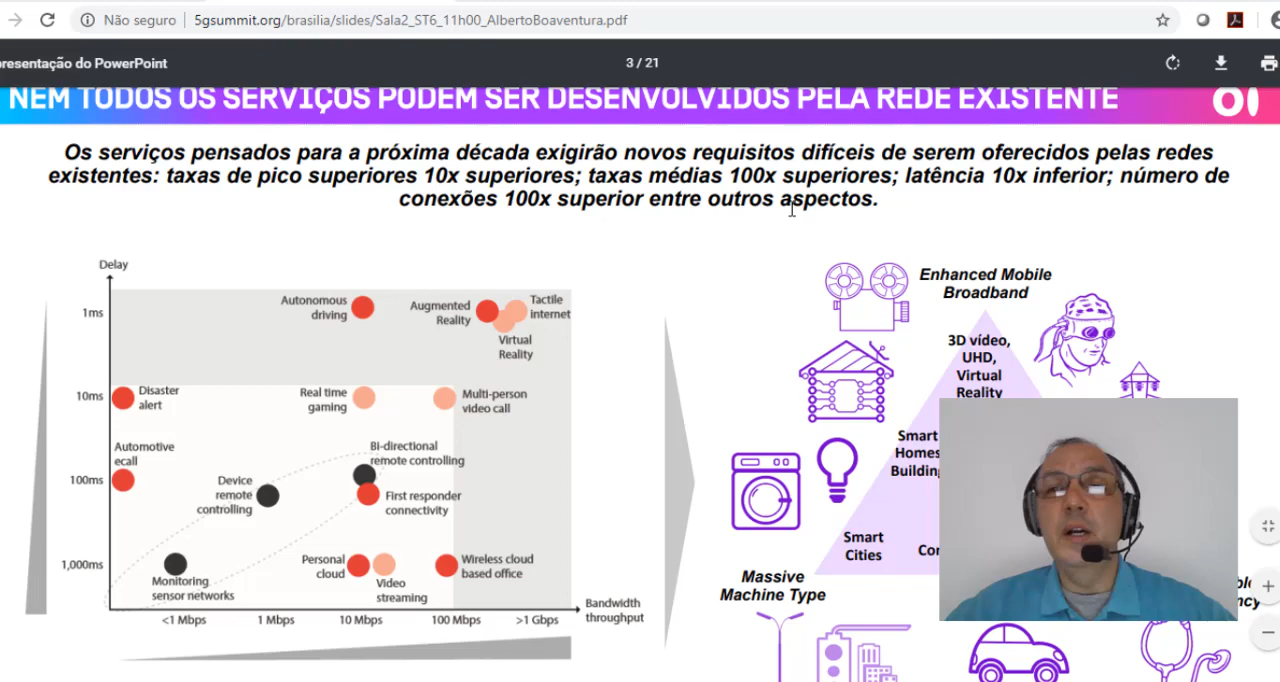 Não seguro
5gsummit.org/brasilia/slides/Sala2_ST6_11h00_AlbertoBoaventura.pdf
presentação do PowerPoint
3 / 21
NEM TODOS OS SERVIÇOS PODEM SER DESENVOLVIDOS PELA REDE EXISTENTE
oi
Os serviços pensados para a próxima década exigirão novos requisitos difíceis de serem oferecidos pelas redes
existentes: taxas de pico superiores 10x superiores; taxas médias 100x superiores; latência 10x inferior; número de
conexões 100x superior entre outros aspectos.
Delay
1ms
10ms
100ms
1,000ms
Autonomous
driving
Augmented
Reality
Tactile
internet
Virtual
Reality
Disaster
alert
Real time
gaming
Multi-person
video call
Automotive
ecall
Bi-directional
remote controlling
Device
remote
controlling
First responder
connectivity
Monitoring
sensor networks
Personal
cloud
Video
streaming
Wireless cloud
based office
<1 Mbps
1 Mbps
10 Mbps
100 Mbps
>1 Gbps
Bandwidth
throughput
Enhanced Mobile
Broadband
3D vídeo,
UHD,
Virtual
Reality
Smart
Homes
Building
Smart
Cities
Massive
Machine Type